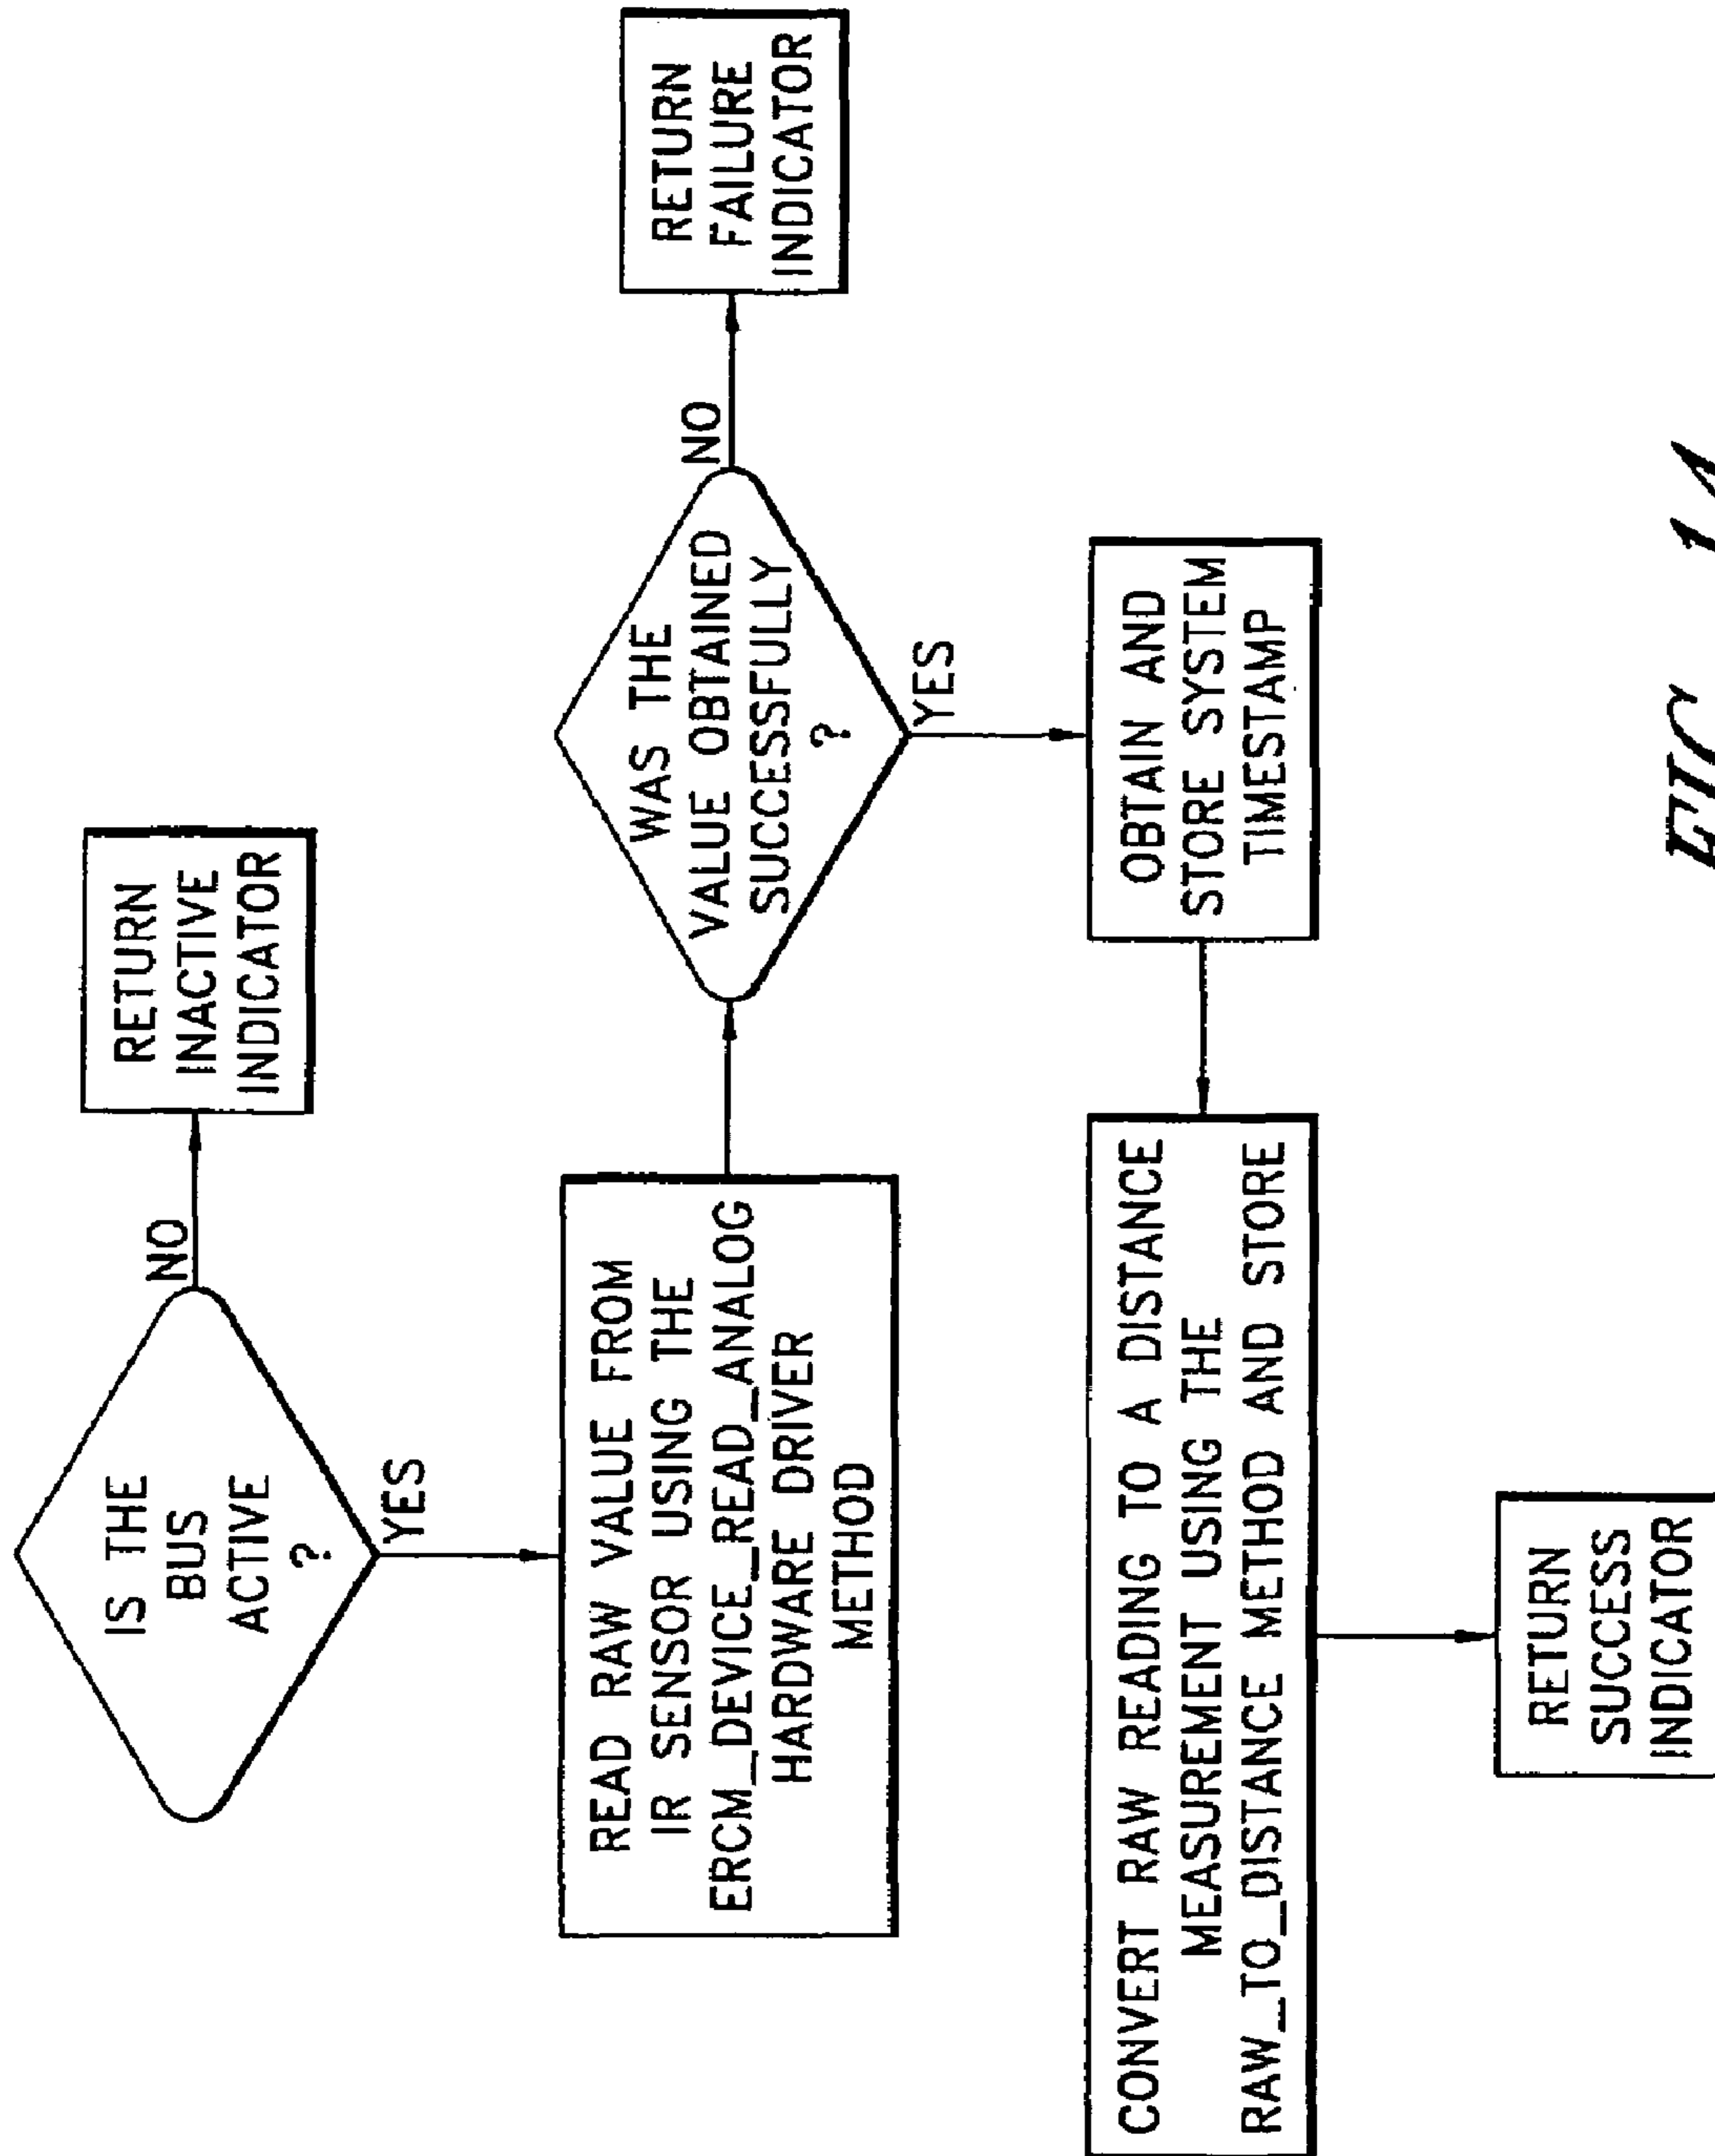 IS THE
BUS
ACTIVE
?
NO
RETURN
INACTIVE
INDICATOR
YES
READ RAW VALUE FROM
IR SENSOR USING THE
ERCM_DEVICE_READ_ANALOG
HARDWARE DRIVER
METHOD
WAS THE
VALUE OBTAINED
SUCCESSFULLY
?
NO
RETURN
FAILURE
INDICATOR
YES
OBTAIN AND
STORE SYSTEM
TIMESTAMP
CONVERT RAW READING TO A DISTANCE
MEASUREMENT USING THE
RAW_TO_DISTANCE METHOD AND STORE
RETURN
SUCCESS
INDICATOR
FIG. 14